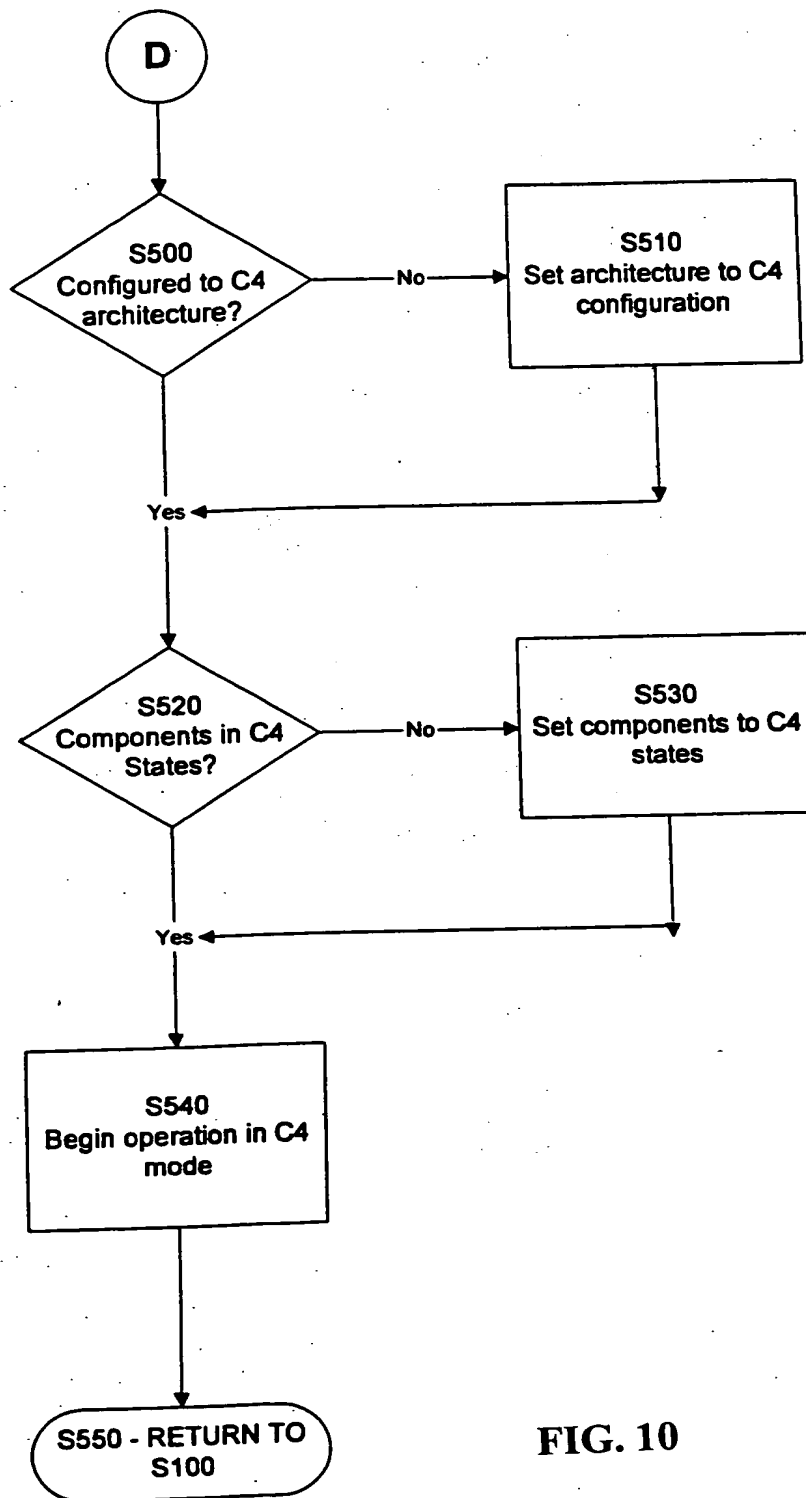 D
S500
Configured to C4
architecture?
No
S510
Set architecture to C4
configuration
Yes
S520
Components in C4
States?
No
S530
Set components to C4
states
Yes
S540
Begin operation in C4
mode
S550 - RETURN TO
S100
FIG. 10